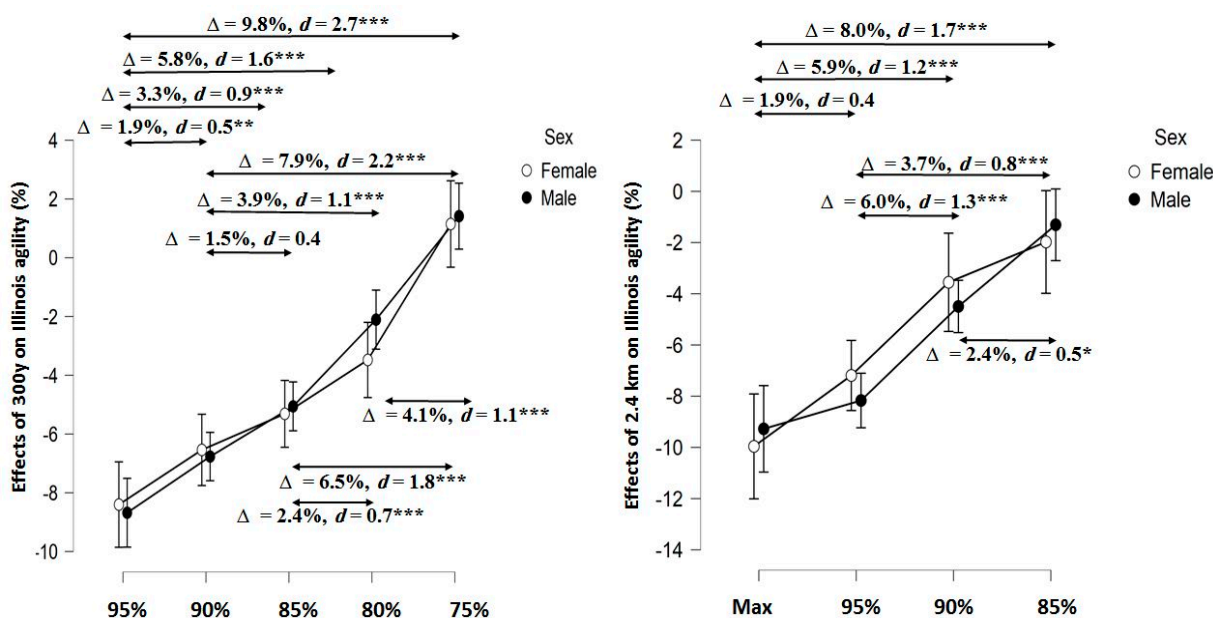 Δ = 9.8%, d = 2.7***
Δ = 5.8%, d = 1.6***
Δ = 3.3%, d = 0.9***
Δ = 1.9%, d = 0.5**
Δ = 7.9%, d = 2.2***
Δ = 3.9%, d = 1.1***
Δ = 1.5%, d = 0.4
Δ = 4.1%, d = 1.1***
Δ = 6.5%, d = 1.8***
Δ = 2.4%, d = 0.7***
Sex
Female
Male
Effects of 300y on Illinois agility (%)
4
2
0
-2
-4
-6
-8
-10
95% 90% 85% 80% 75%
Δ = 8.0%, d = 1.7***
Δ = 5.9%, d = 1.2***
Δ = 1.9%, d = 0.4
Δ = 3.7%, d = 0.8***
Δ = 6.0%, d = 1.3***
Δ = 2.4%, d = 0.5*
Sex
Female
Male
Effects of 2.4 km on Illinois agility (%)
2
0
-2
-4
-6
-8
-10
-12
-14
Max 95% 90% 85%